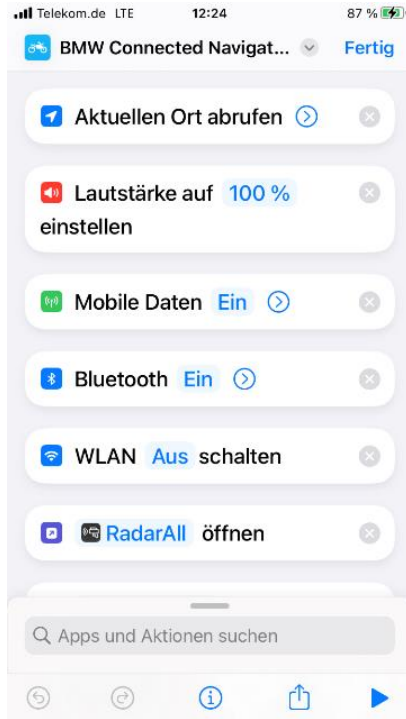 Telekom.de LTE 12:24 87 %
BMW Connected Navigat... Fertig
Aktuellen Ort abrufen
Lautstärke auf 100 %
einstellen
Mobile Daten Ein
Bluetooth Ein
WLAN Aus schalten
RadarAll öffnen
Apps und Aktionen suchen